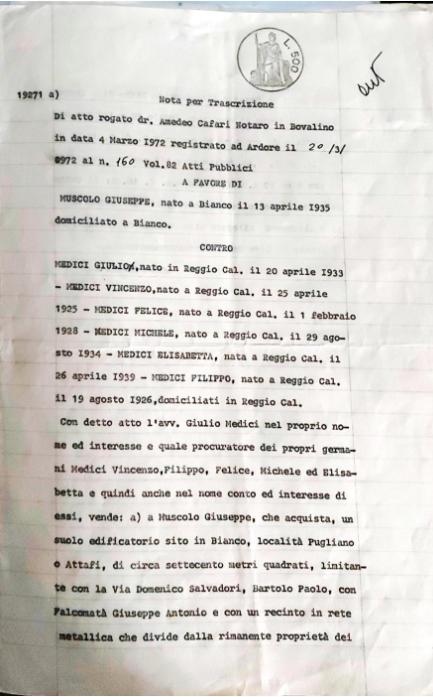 L. 500
aut
19271 a)
Nota per Trascrizione
Di atto rogato dr. Amedeo Cafari Notaro in Bovalino
in data 4 Marzo I972 registrato ad Ardore il 20/3/
I972 al n. 160 Vol.82 Atti Pubblici
A FAVORE DI
MUSCOLO GIUSEPPE, nato a Bianco il 13 aprile I935
domiciliato a Bianco.
CONTRO
MEDICI GIULIO,nato in Reggio Cal. il 20 aprile I933
- MEDICI VINCENZO,nato a Reggio Cal. il 25 aprile
1925 - MEDICI FELICE, nato a Reggio Cal. il 1 febbraio
1928 - MEDICI MICHELE, nato a Reggio Cal. il 29 ago-
sto I934 - MEDICI ELISABETTA, nata a Reggio Cal. il
26 aprile I939 - MEDICI FILIPPO, nato a Reggio Cal.
il 19 agosto I926,domiciliati in Reggio Cal.
Con detto atto l'avv. Giulio Medici nel proprio no-
me ed interesse e quale procuratore dei propri germa-
ni Medici Vincenzo,Filippo, Felice, Michele ed Elisa-
betta e quindi anche nel nome conto ed interesse di
essi, vende: a) a Muscolo Giuseppe, che acquista, un
suolo edificatorio sito in Bianco, località Pugliano
o Attafi, di circa settecento metri quadrati, limitan-
te con la Via Domenico Salvadori, Bartolo Paolo, con
Falcomatà Giuseppe Antonio e con un recinto in rete
metallica che divide dalla rimanente proprietà dei